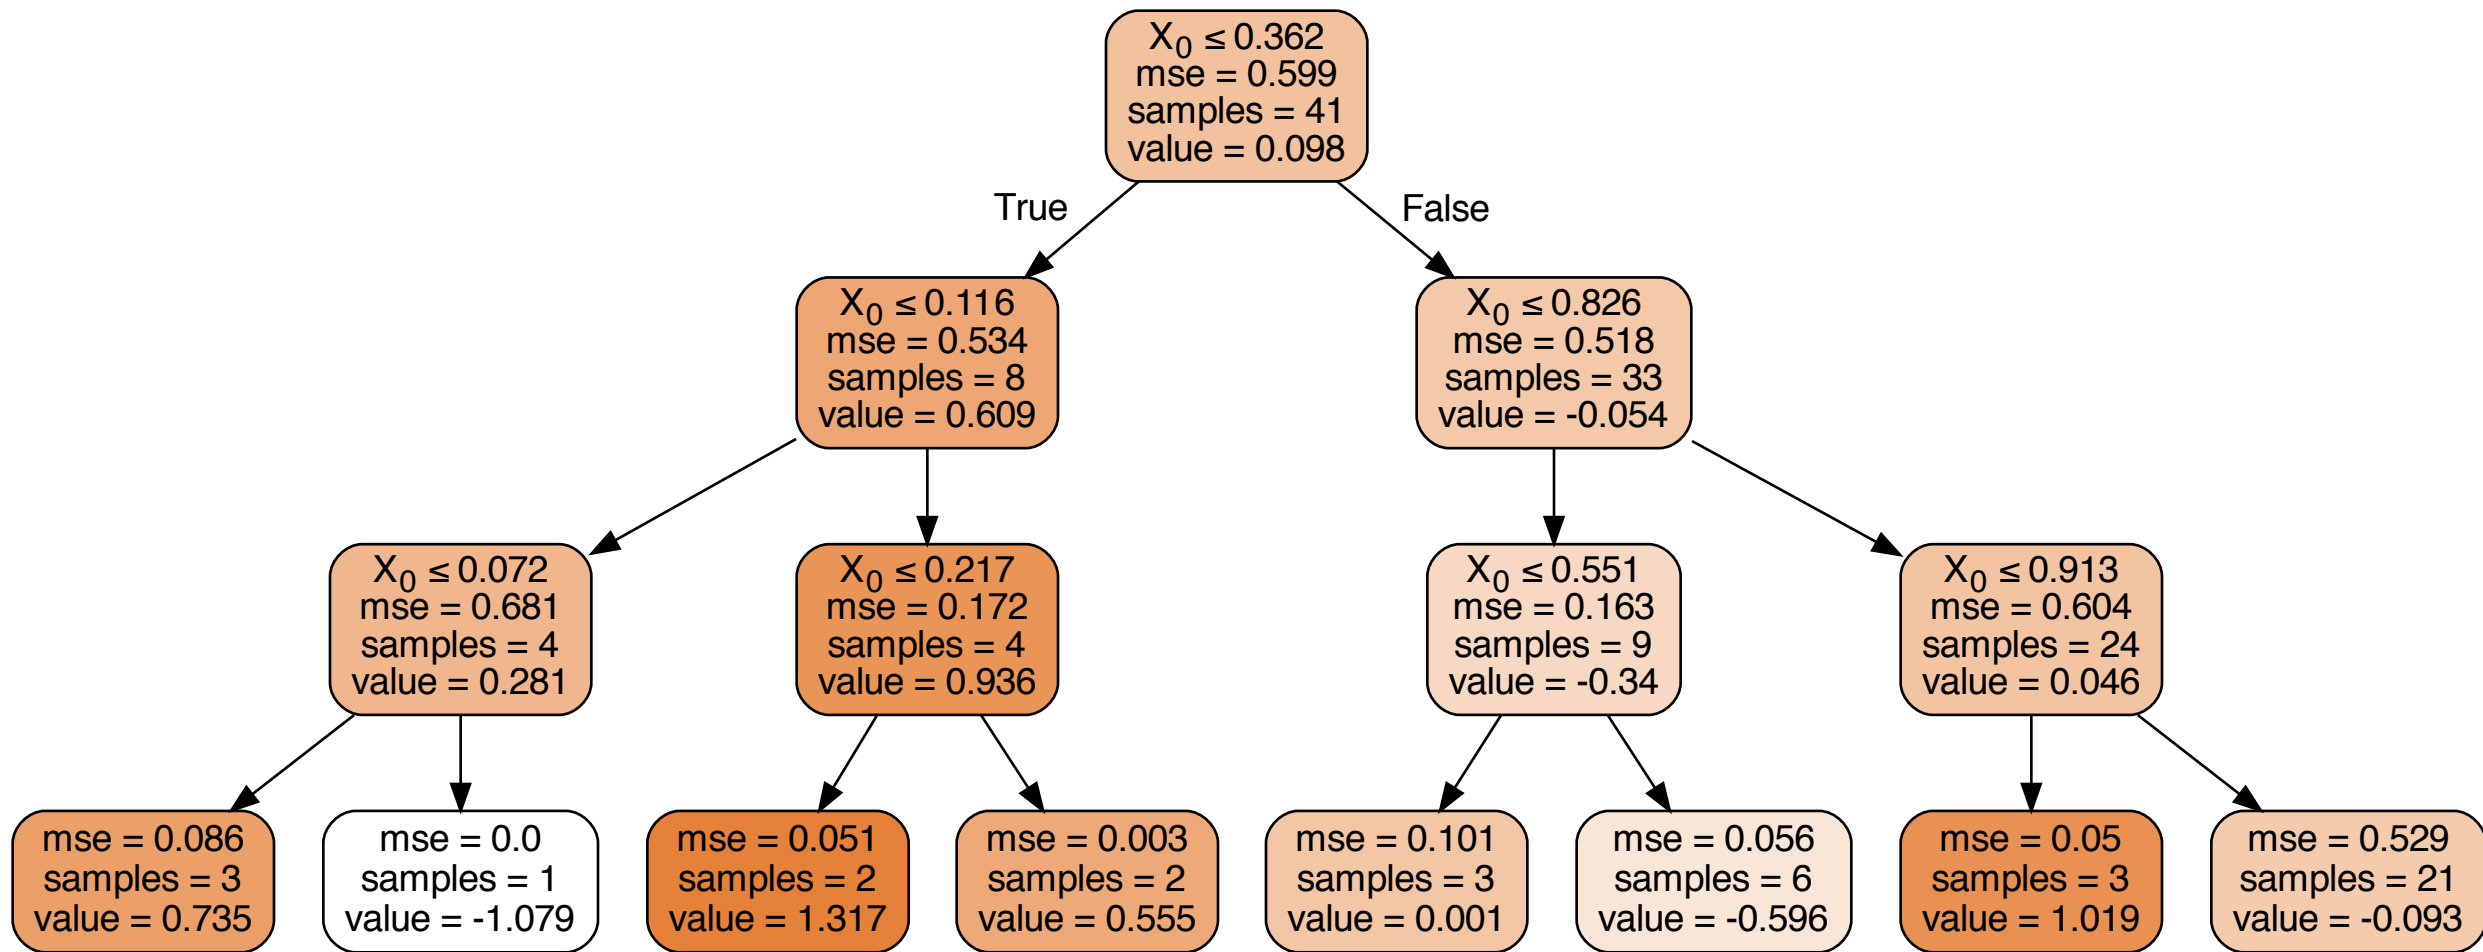 X₀ ≤ 0.362
mse = 0.599
samples = 41
value = 0.098
True
False
X₀ ≤ 0.116
mse = 0.534
samples = 8
value = 0.609
X₀ ≤ 0.826
mse = 0.518
samples = 33
value = -0.054
X₀ ≤ 0.072
mse = 0.681
samples = 4
value = 0.281
X₀ ≤ 0.217
mse = 0.172
samples = 4
value = 0.936
X₀ ≤ 0.551
mse = 0.163
samples = 9
value = -0.34
X₀ ≤ 0.913
mse = 0.604
samples = 24
value = 0.046
mse = 0.086
samples = 3
value = 0.735
mse = 0.0
samples = 1
value = -1.079
mse = 0.051
samples = 2
value = 1.317
mse = 0.003
samples = 2
value = 0.555
mse = 0.101
samples = 3
value = 0.001
mse = 0.056
samples = 6
value = -0.596
mse = 0.05
samples = 3
value = 1.019
mse = 0.529
samples = 21
value = -0.093